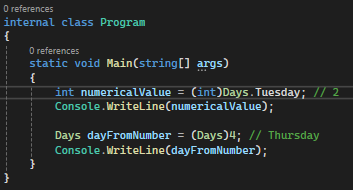 0 references
internal class Program
{
0 references
static void Main(string[] args)
{
int numericalValue = (int)Days.Tuesday; // 2
Console.WriteLine(numericalValue);
Days dayFromNumber = (Days)4; // Thursday
Console.WriteLine(dayFromNumber);
}
}